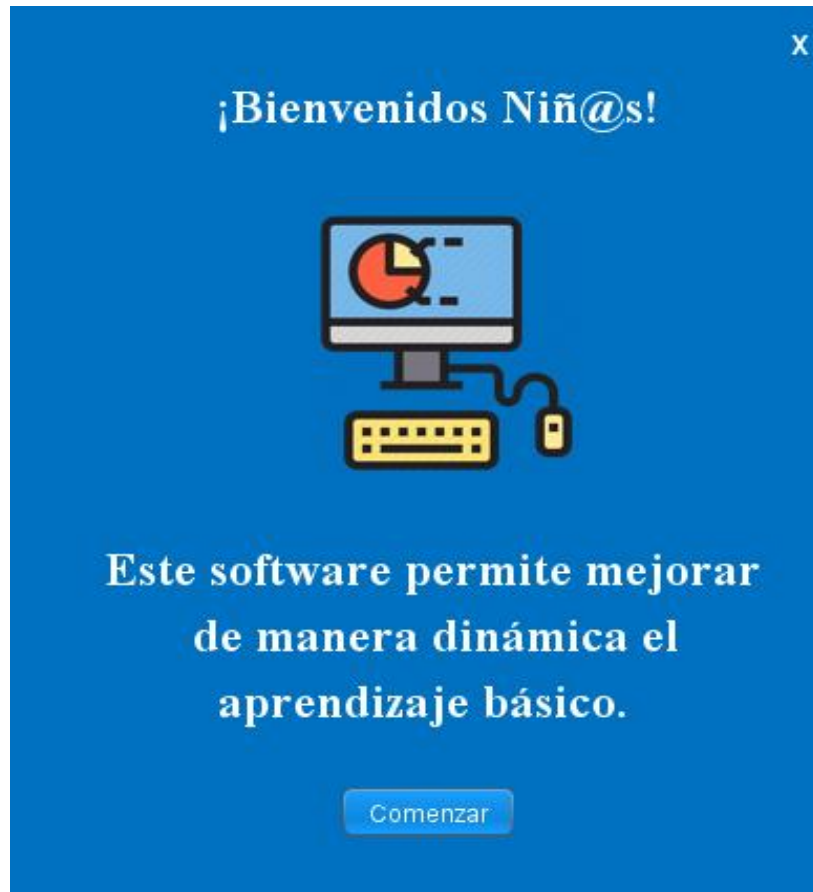 X
¡Bienvenidos Niñ@s!
Este software permite mejorar
de manera dinámica el
aprendizaje básico.
Comenzar